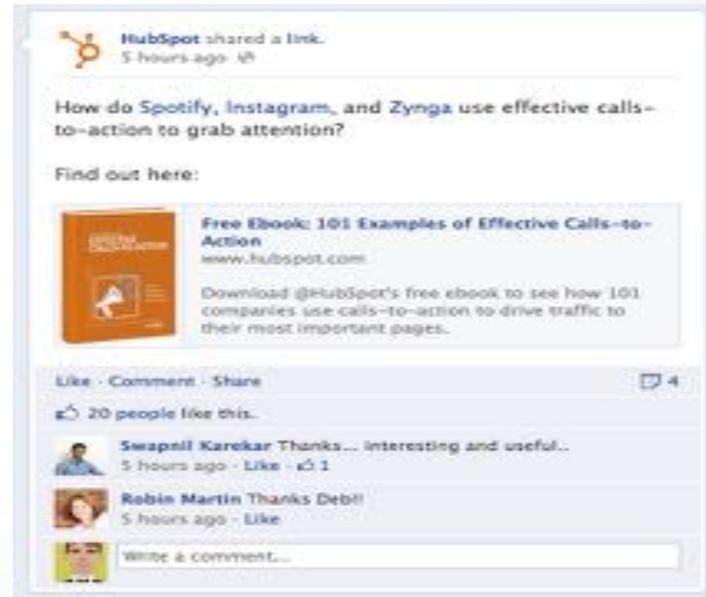 HubSpot shared a link.
5 hours ago
How do Spotify, Instagram, and Zynga use effective calls-
to-action to grab attention?
Find out here:
Free Ebook: 101 Examples of Effective Calls-to-
Action
www.hubspot.com
Download @HubSpot's free ebook to see how 101
companies use calls-to-action to drive traffic to
their most important pages.
Like · Comment · Share
4
20 people like this.
Swapnil Karekar Thanks... interesting and useful..
5 hours ago · Like · 1
Robin Martin Thanks Deb!!
5 hours ago · Like
Write a comment...